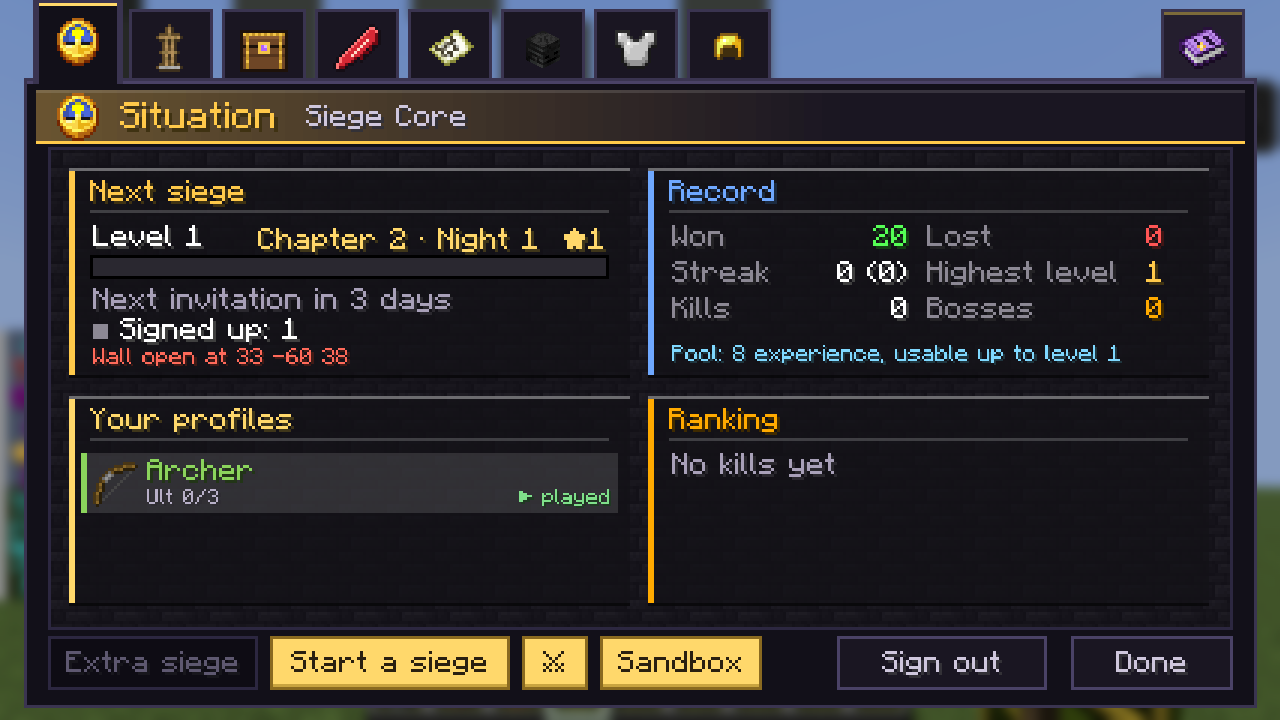 Situation Siege Core
Next siege
Level 1 Chapter 2 · Night 1 ★1
Next invitation in 3 days
Signed up: 1
Wall open at 33 -60 38
Record
Won 20 Lost 0
Streak 0 (0) Highest level 1
Kills 0 Bosses 0
Pool: 8 experience, usable up to level 1
Your profiles
Archer
Ult 0/3 ► played
Ranking
No kills yet
Extra siege Start a siege Sandbox Sign out Done